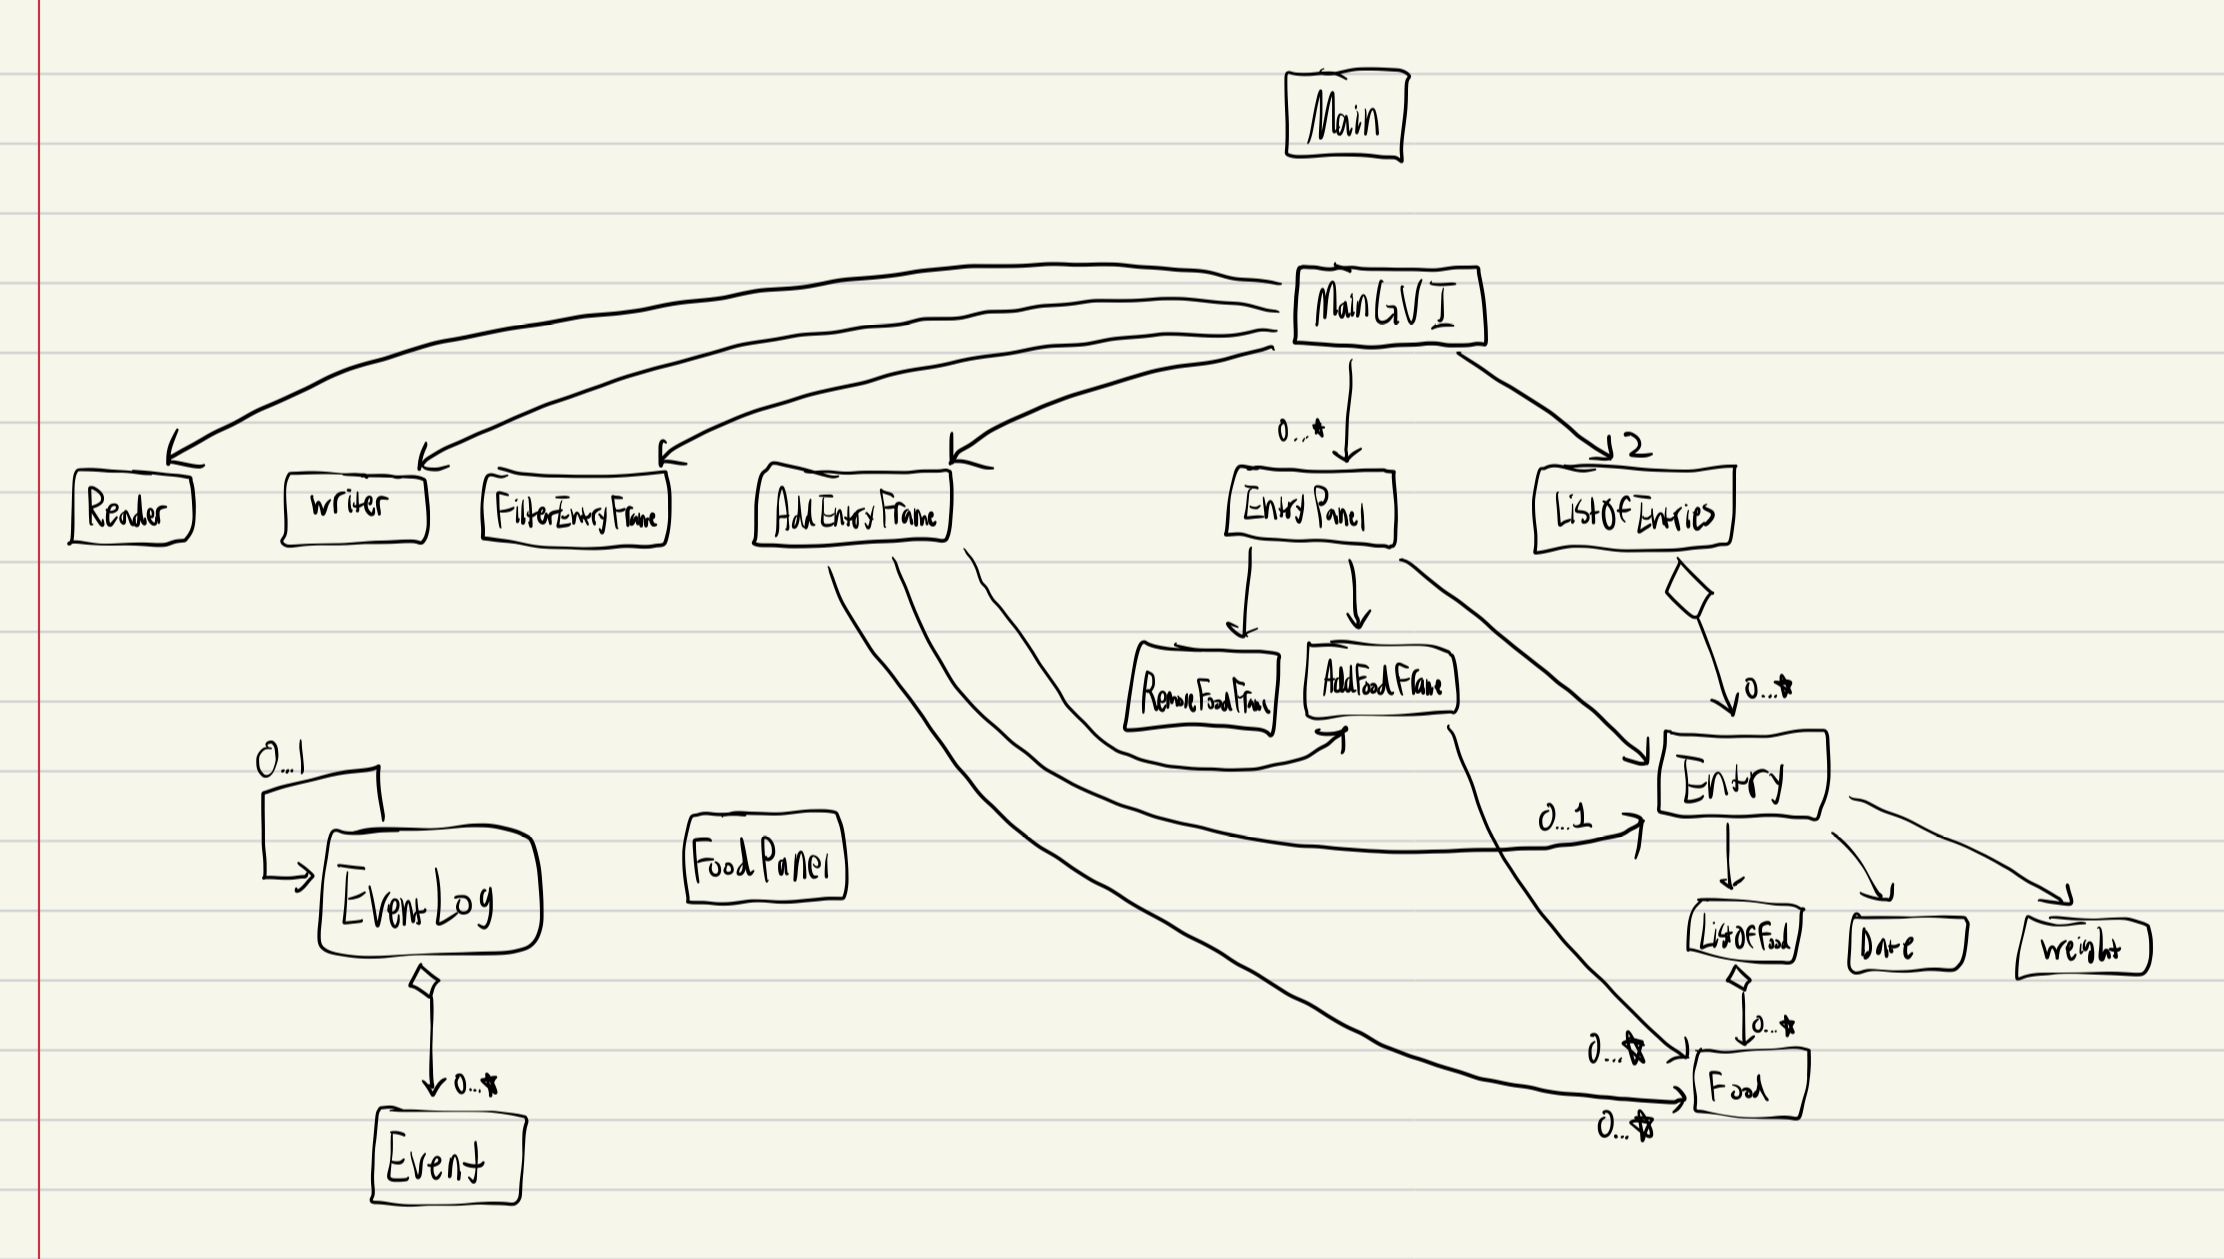 Main
MainGUI
0...*
2
Reader
writer
FilterEntryFrame
AddEntryFrame
EntryPanel
ListOfEntries
RemoveFoodFrame
AddFoodFrame
0...*
0...1
EventLog
FoodPanel
0...1
Entry
ListOfFood
Date
weight
0...*
0...*
Food
0...*
0...*
Event